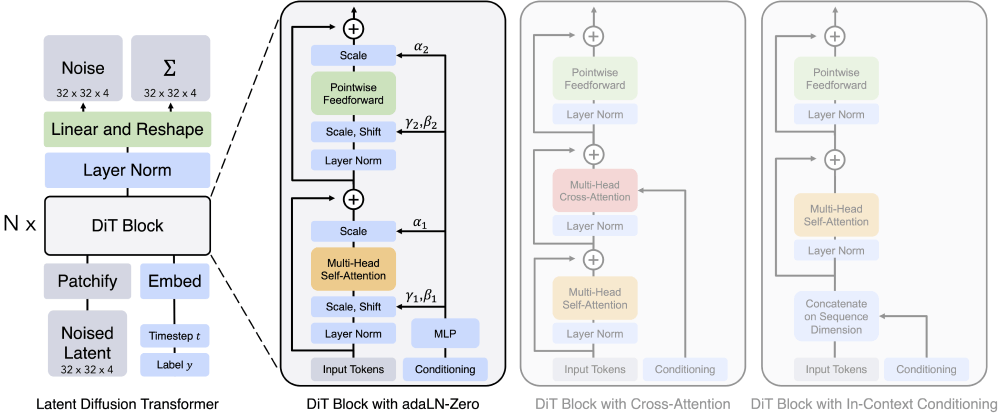 Noise
32 x 32 x 4
Σ
32 x 32 x 4
Linear and Reshape
Layer Norm
N x
DiT Block
Patchify
Embed
Noised
Latent
32 x 32 x 4
Timestep t
Label y
Latent Diffusion Transformer
+
Scale
α₂
Pointwise
Feedforward
Scale, Shift
γ₂,β₂
Layer Norm
+
Scale
α₁
Multi-Head
Self-Attention
Scale, Shift
γ₁,β₁
Layer Norm
MLP
Input Tokens
Conditioning
DiT Block with adaLN-Zero
+
Pointwise
Feedforward
Layer Norm
+
Multi-Head
Cross-Attention
Layer Norm
+
Multi-Head
Self-Attention
Layer Norm
Input Tokens
Conditioning
DiT Block with Cross-Attention
+
Pointwise
Feedforward
Layer Norm
+
Multi-Head
Self-Attention
Layer Norm
Concatenate
on Sequence
Dimension
Input Tokens
Conditioning
DiT Block with In-Context Conditioning